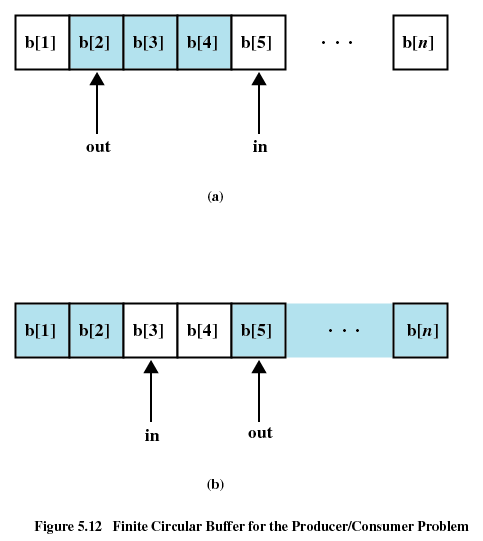 b[1] b[2] b[3] b[4] b[5] . . . b[n]
out in
(a)
b[1] b[2] b[3] b[4] b[5] . . . b[n]
in out
(b)
Figure 5.12 Finite Circular Buffer for the Producer/Consumer Problem